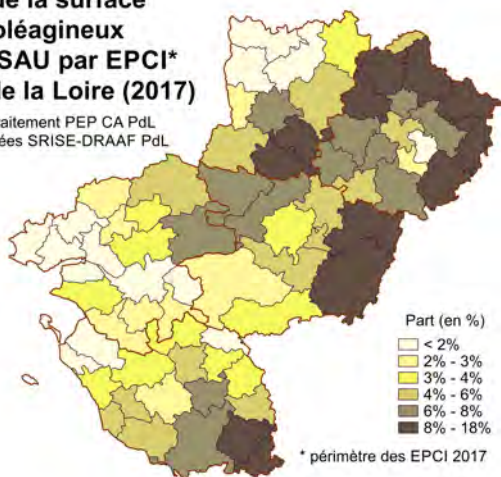 de la surface
oléagineux
SAU par EPCI*
de la Loire (2017)
raitement PEP CA PdL
ées SRISE-DRAAF PdL
Part (en %)
< 2%
2% - 3%
3% - 4%
4% - 6%
6% - 8%
8% - 18%
* périmètre des EPCI 2017